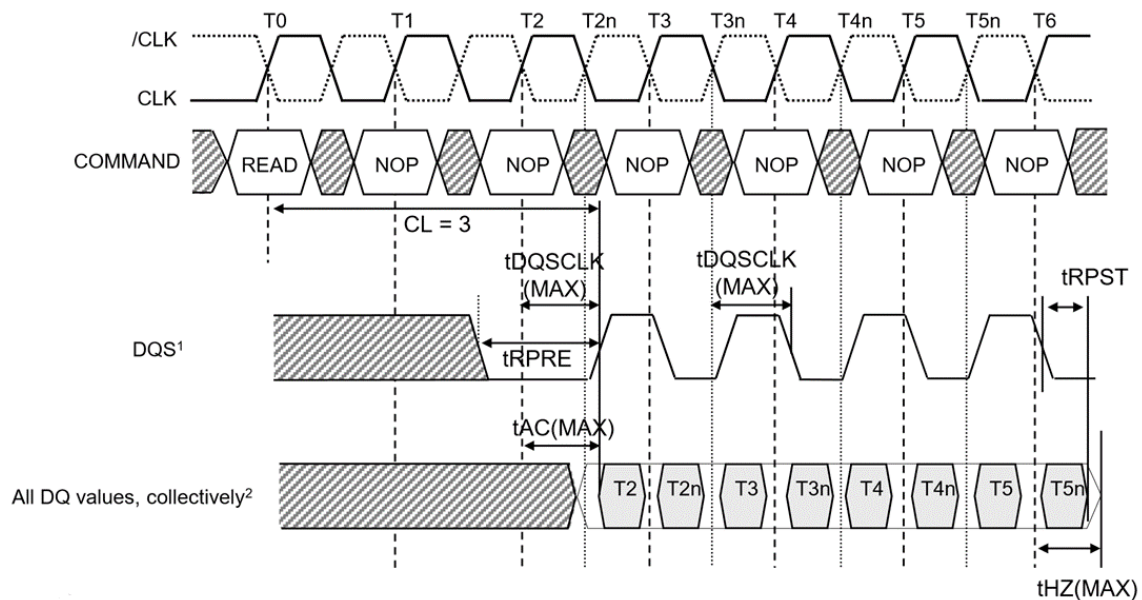 T0 T1 T2 T2n T3 T3n T4 T4n T5 T5n T6
/CLK
CLK
COMMAND READ NOP NOP NOP NOP NOP NOP
CL = 3
tDQSCLK
(MAX)
tDQSCLK
(MAX)
tRPST
DQS¹
tRPRE
tAC(MAX)
All DQ values, collectively² T2 T2n T3 T3n T4 T4n T5 T5n
tHZ(MAX)